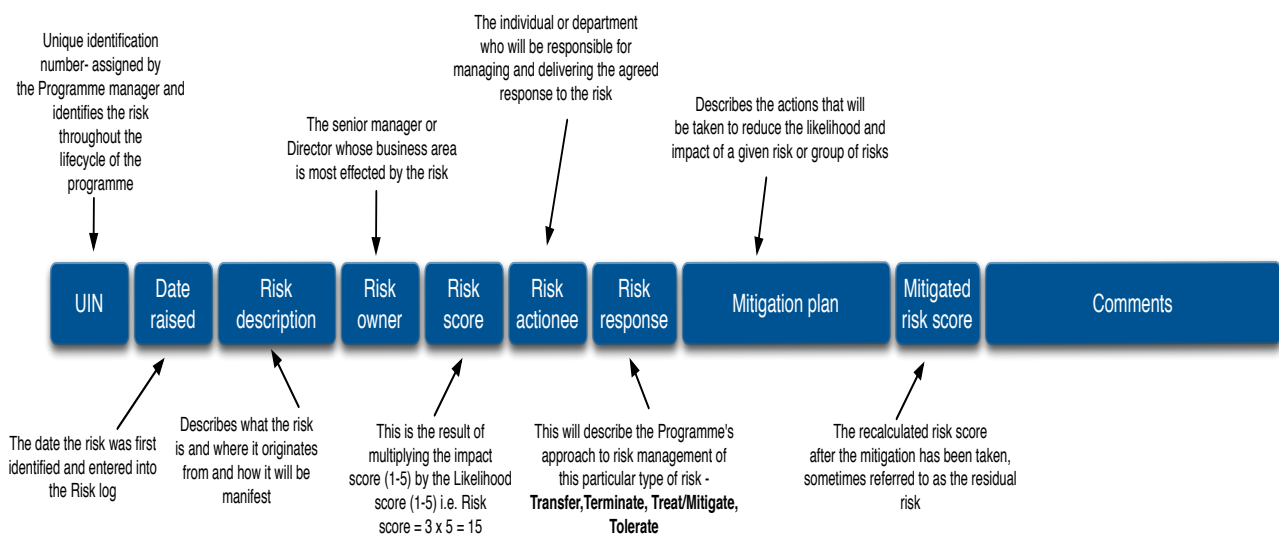 Unique identification
number- assigned by
the Programme manager and
identifies the risk
throughout the
lifecycle of the
programme
The senior manager or
Director whose business area
is most effected by the risk
The individual or department
who will be responsible for
managing and delivering the agreed
response to the risk
Describes the actions that will
be taken to reduce the likelihood and
impact of a given risk or group of risks
UIN
Date
raised
Risk
description
Risk
owner
Risk
score
Risk
actionee
Risk
response
Mitigation plan
Mitigated
risk score
Comments
The date the risk was first
identified and entered into
the Risk log
Describes what the risk
is and where it originates
from and how it will be
manifest
This is the result of
multiplying the impact
score (1-5) by the Likelihood
score (1-5) i.e. Risk
score = 3 x 5 = 15
This will describe the Programme's
approach to risk management of
this particular type of risk -
Transfer,Terminate, Treat/Mitigate,
Tolerate
The recalculated risk score
after the mitigation has been taken,
sometimes referred to as the residual
risk